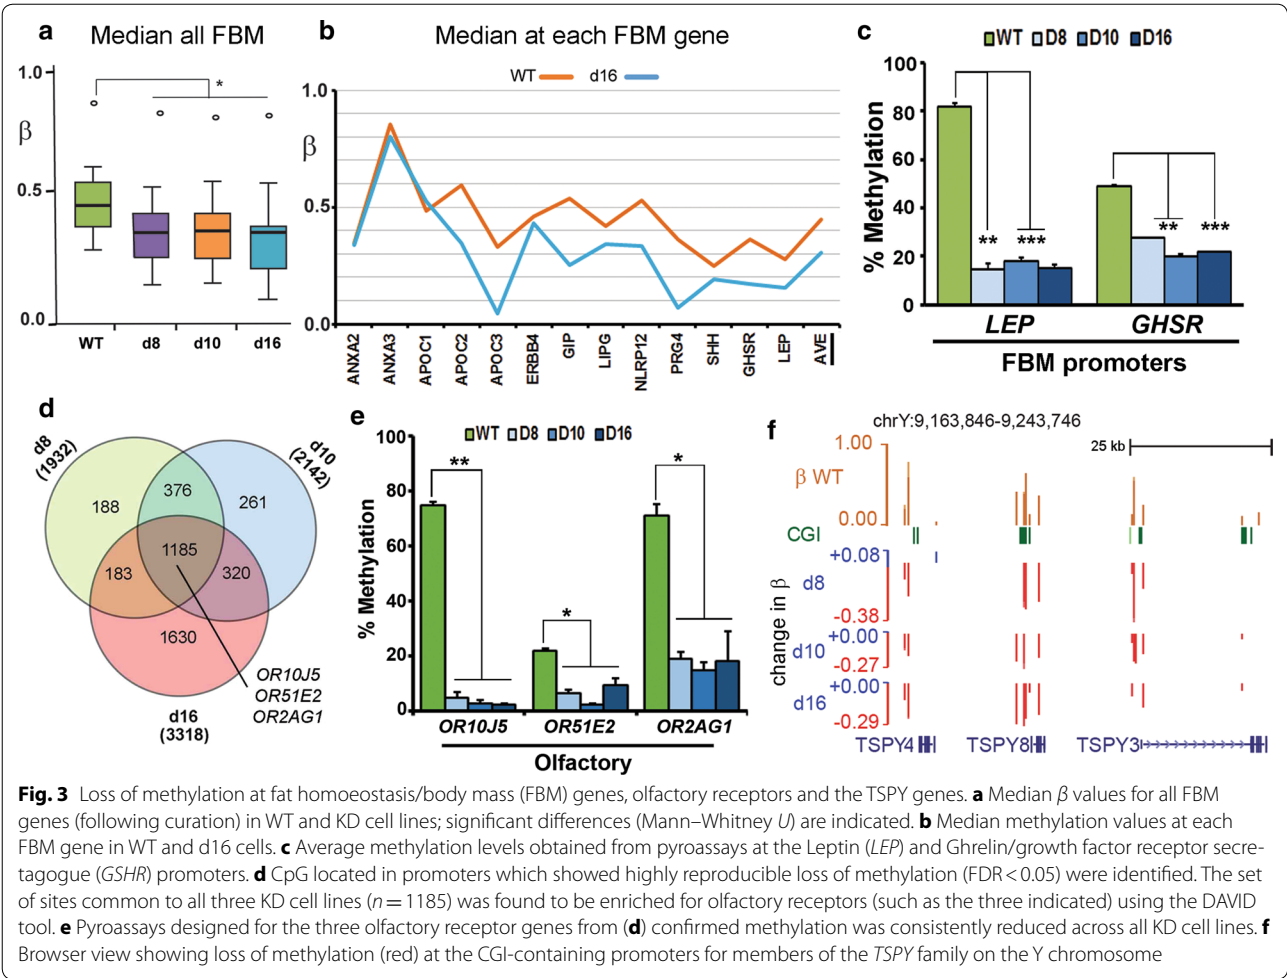 a
Median all FBM
1.0
β
0.5
0.0
*
WT d8 d10 d16
b
Median at each FBM gene
WT d16
1.0
β
0.5
0.0
ANXA2
ANXA3
APOC1
APOC2
APOC3
ERBB4
GIP
LIPG
NLRP12
PRG4
SHH
GHSR
LEP
AVE
c
WT D8 D10 D16
% Methylation
100
80
60
40
20
0
** *** ** ***
LEP GHSR
FBM promoters
d
d8
(1932)
d10
(2142)
188
376
261
1185
183
320
1630
OR10J5
OR51E2
OR2AG1
d16
(3318)
e
WT D8 D10 D16
% Methylation
100
80
60
40
20
0
** * *
OR10J5 OR51E2 OR2AG1
Olfactory
f
chrY:9,163,846-9,243,746
25 kb
1.00
β WT
0.00
CGI
change in β
+0.08
d8
-0.38
+0.00
d10
-0.27
+0.00
d16
-0.29
TSPY4 TSPY8 TSPY3
Fig. 3 Loss of methylation at fat homoeostasis/body mass (FBM) genes, olfactory receptors and the TSPY genes. a Median β values for all FBM
genes (following curation) in WT and KD cell lines; significant differences (Mann–Whitney U) are indicated. b Median methylation values at each
FBM gene in WT and d16 cells. c Average methylation levels obtained from pyroassays at the Leptin (LEP) and Ghrelin/growth factor receptor secre-
tagogue (GSHR) promoters. d CpG located in promoters which showed highly reproducible loss of methylation (FDR < 0.05) were identified. The set
of sites common to all three KD cell lines (n = 1185) was found to be enriched for olfactory receptors (such as the three indicated) using the DAVID
tool. e Pyroassays designed for the three olfactory receptor genes from (d) confirmed methylation was consistently reduced across all KD cell lines. f
Browser view showing loss of methylation (red) at the CGI-containing promoters for members of the TSPY family on the Y chromosome